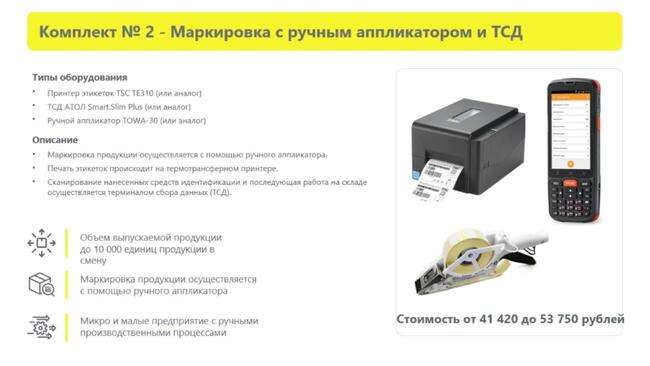 Комплект № 2 - Маркировка с ручным аппликатором и ТСД
Типы оборудования
• Принтер этикеток TSC TE310 (или аналог)
• ТСД АТОЛ Smart.Slim Plus (или аналог)
• Ручной аппликатор TOWA-30 (или аналог)
Описание
• Маркировка продукции осуществляется с помощью ручного аппликатора.
• Печать этикеток происходит на термотрансферном принтере.
• Сканирование нанесенных средств идентификации и последующая работа на складе
осуществляется терминалом сбора данных (ТСД).
Объем выпускаемой продукции
до 10 000 единиц продукции в
смену
Маркировка продукции осуществляется
с помощью ручного аппликатора
Микро и малые предприятие с ручными
производственными процессами
Стоимость от 41 420 до 53 750 рублей